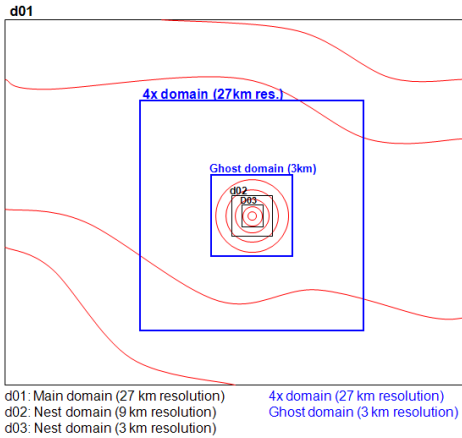 d01
4x domain (27km res.)
Ghost domain (3km)
d02
D03
d01: Main domain (27 km resolution)
d02: Nest domain (9 km resolution)
d03: Nest domain (3 km resolution)
4x domain (27 km resolution)
Ghost domain (3 km resolution)